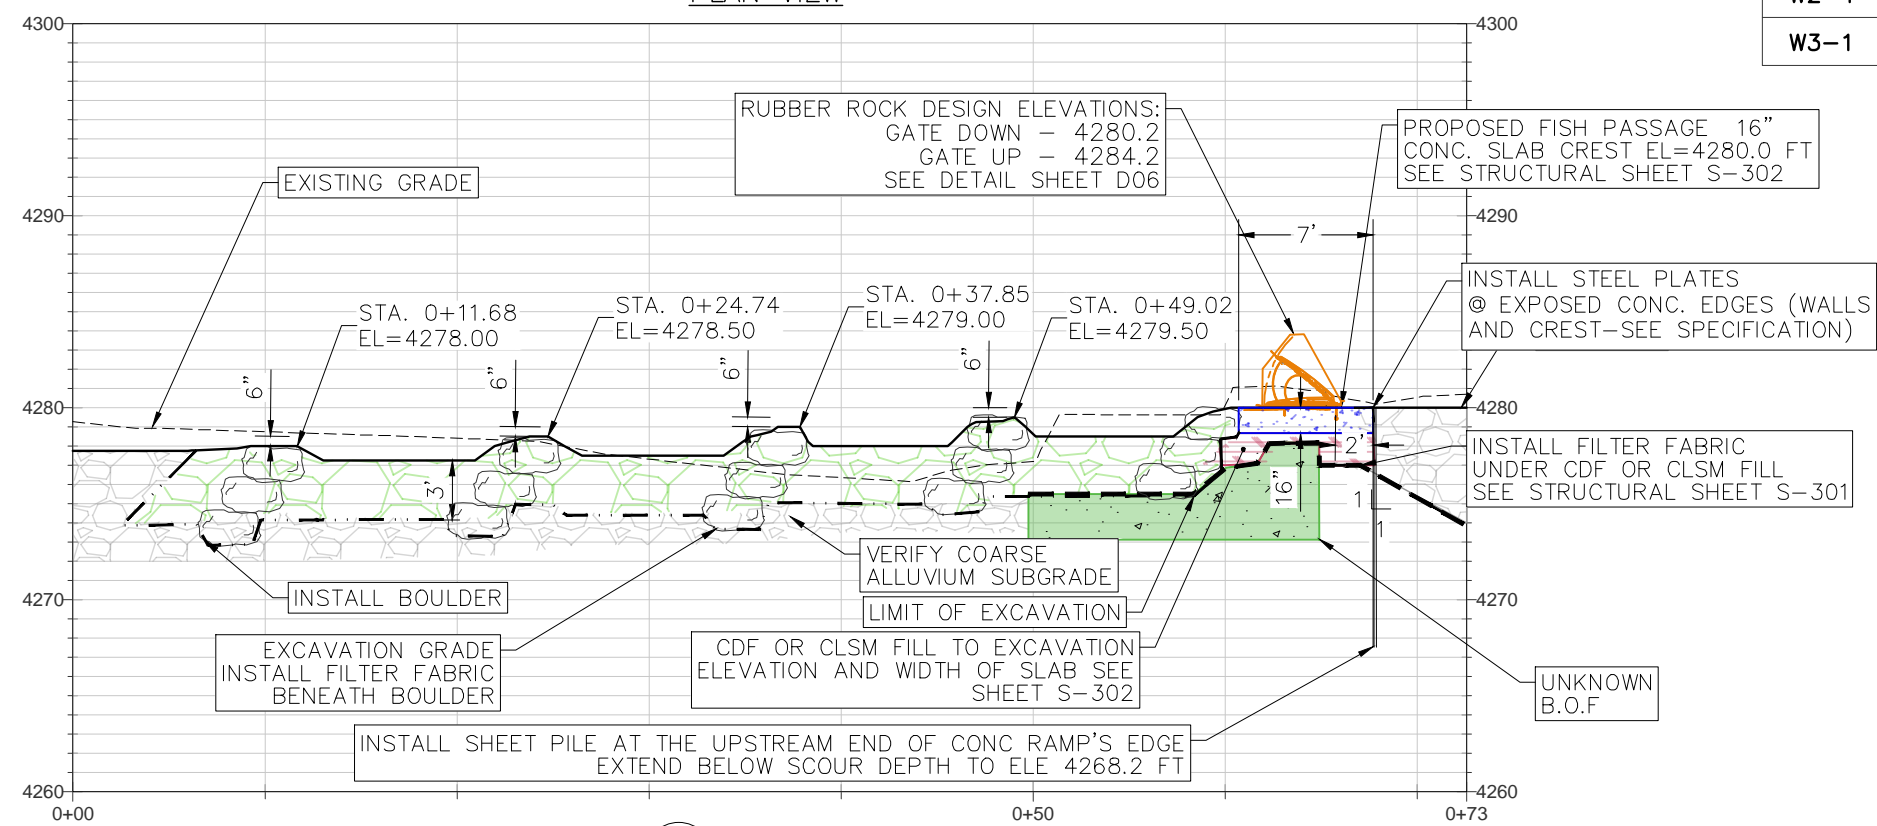 PLAN VIEW
W2-1
W3-1
4300
4300
RUBBER ROCK DESIGN ELEVATIONS:
GATE DOWN - 4280.2
GATE UP - 4284.2
SEE DETAIL SHEET D06
PROPOSED FISH PASSAGE 16"
CONC. SLAB CREST EL=4280.0 FT
SEE STRUCTURAL SHEET S-302
EXISTING GRADE
4290
4290
7'
INSTALL STEEL PLATES
@ EXPOSED CONC. EDGES (WALLS
AND CREST-SEE SPECIFICATION)
STA. 0+11.68
EL=4278.00
STA. 0+24.74
EL=4278.50
STA. 0+37.85
EL=4279.00
STA. 0+49.02
EL=4279.50
6"
6"
6"
6"
4280
4280
2'
INSTALL FILTER FABRIC
UNDER CDF OR CLSM FILL
SEE STRUCTURAL SHEET S-301
3'
16"
1
1
VERIFY COARSE
ALLUVIUM SUBGRADE
INSTALL BOULDER
LIMIT OF EXCAVATION
4270
4270
EXCAVATION GRADE
INSTALL FILTER FABRIC
BENEATH BOULDER
CDF OR CLSM FILL TO EXCAVATION
ELEVATION AND WIDTH OF SLAB SEE
SHEET S-302
UNKNOWN
B.O.F
INSTALL SHEET PILE AT THE UPSTREAM END OF CONC RAMP'S EDGE
EXTEND BELOW SCOUR DEPTH TO ELE 4268.2 FT
4260
4260
0+00
0+50
0+73